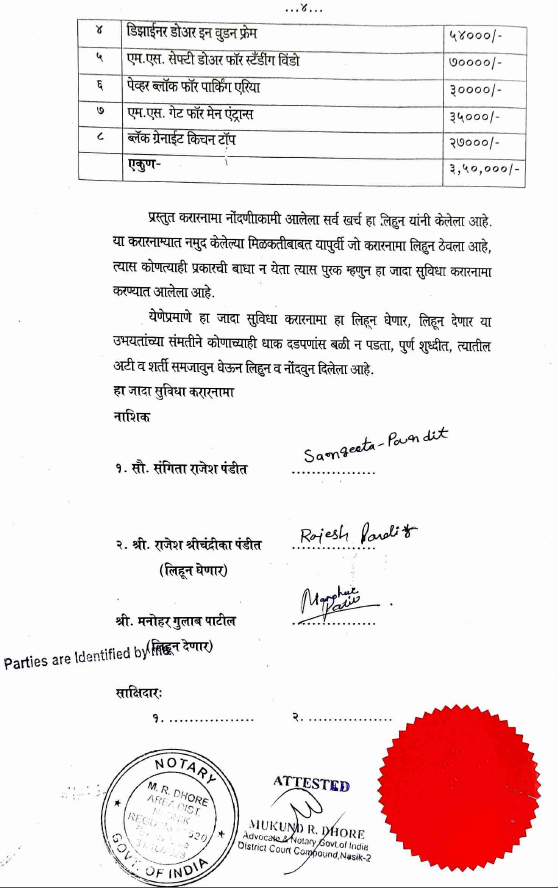 ...४...
४ डिझाईनर डोअर इन वुडन फ्रेम ५४०००/-
५ एम.एस. सेफ्टी डोअर फॉर स्टँडींग विंडो ७००००/-
६ पेव्हर ब्लॉक फॉर पार्किंग एरिया ३००००/-
७ एम.एस. गेट फॉर मेन एंट्रान्स ३५०००/-
८ ब्लॅक ग्रेनाईट किचन टॉप २७०००/-
एकुण- ३,५०,०००/-
प्रस्तुत करारनामा नोंदणीाकामी आलेला सर्व खर्च हा लिहुन यांनी केलेला आहे.
या करारनाम्यात नमुद केलेल्या मिळकतीबाबत यापुर्वी जो करारनामा लिहुन ठेवला आहे,
त्यास कोणत्याही प्रकारची बाधा न येता त्यास पुरक म्हणुन हा जादा सुविधा करारनामा
करण्यात आलेला आहे.
येणेप्रमाणे हा जादा सुविधा करारनामा हा लिहून घेणार, लिहून देणार या
उभयतांच्या संमतीने कोणाच्याही धाक दडपणांस बळी न पडता, पुर्ण शुध्दीत, त्यातील
अटी व शर्ती समजावुन घेऊन लिहुन व नोंदवुन दिलेला आहे.
हा जादा सुविधा करारनामा
नाशिक
Sangeeta-Pandit
१. सौ. संगिता राजेश पंडीत ..................
Rajesh Pandit
२. श्री. राजेश श्रीचंद्रीका पंडीत ..................
(लिहून घेणार)
Manohar
Patil
श्री. मनोहर गुलाब पाटील ..................
(लिहून देणार)
Parties are Identified by me
साक्षिदारः
१. .................. २. ..................
NOTARY
M. R. DHORE
AREA DIST.
GOVT. OF INDIA
ATTESTED
MUKUND R. DHORE
Advocate & Notary Govt.of India
District Court Compound,Nasik-2